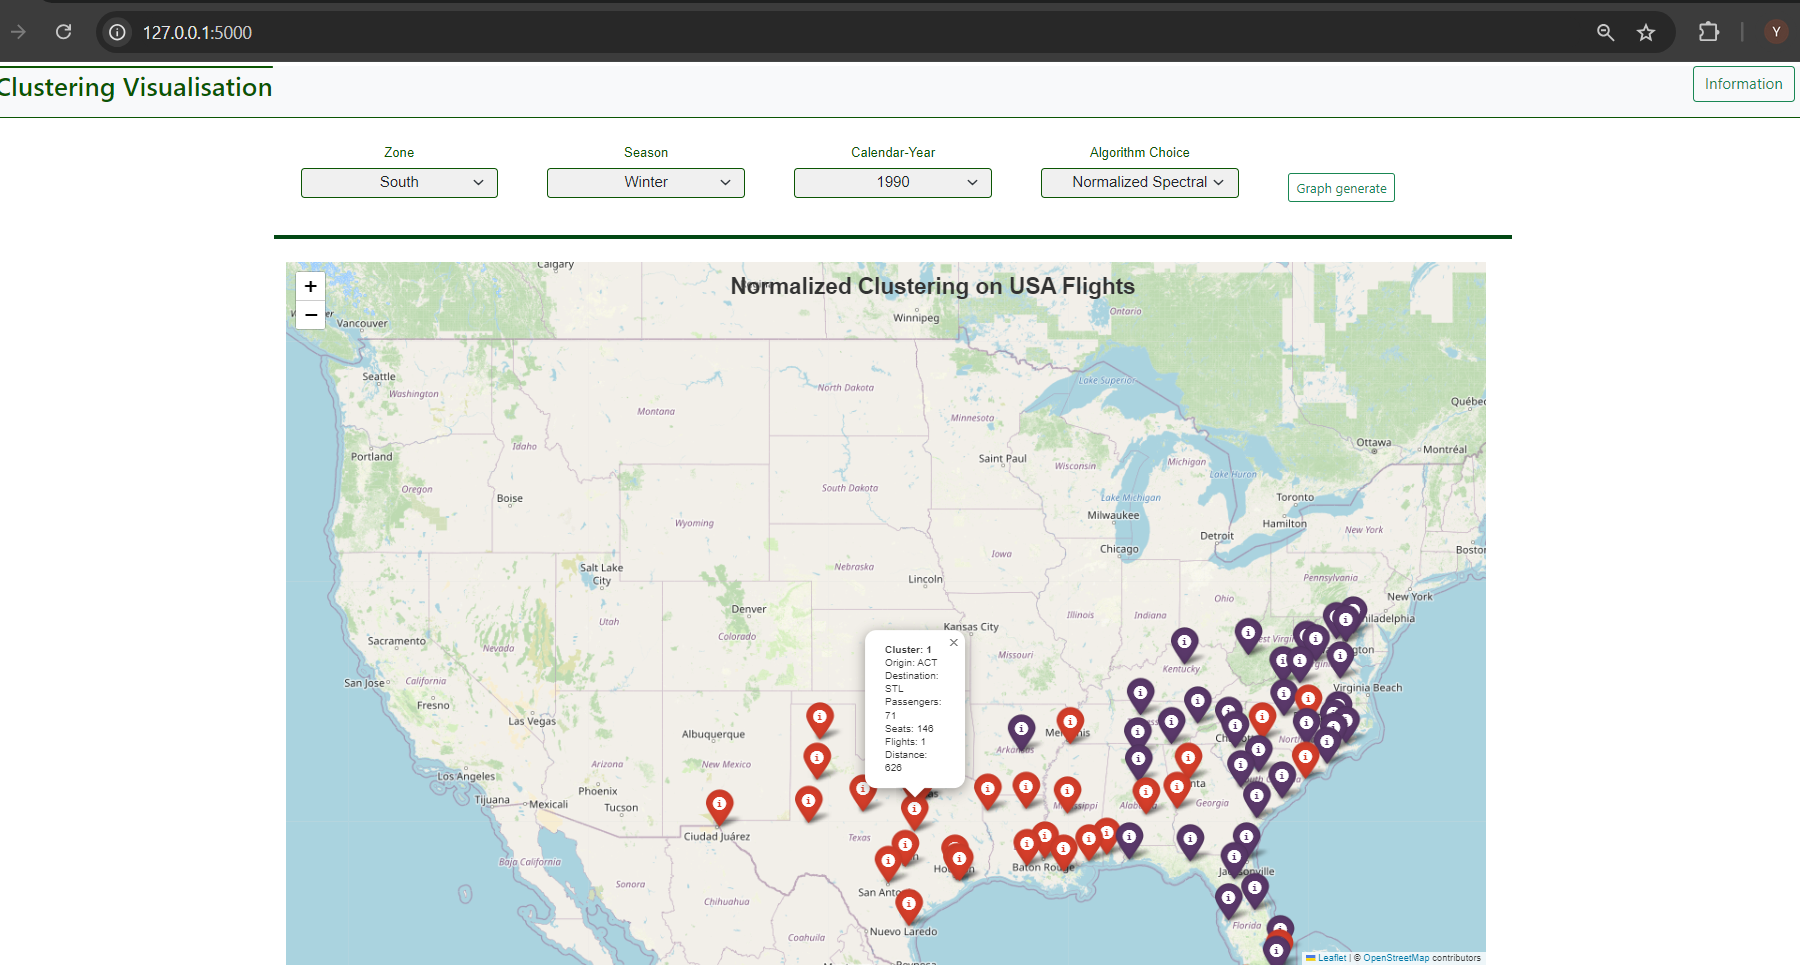 127.0.0.1:5000
Y
Clustering Visualisation
Information
Zone
Season
Calendar-Year
Algorithm Choice
South
Winter
1990
Normalized Spectral
Graph generate
+
−
Normalized Clustering on USA Flights
Calgary
Vancouver
Winnipeg
Ontario
Seattle
Washington
North Dakota
Lake Superior
Montana
Minnesota
Québec
Ottawa
Montréal
Idaho
Portland
Saint Paul
Wisconsin
Michigan
Lake Huron
Oregon
Boise
South Dakota
Lake Michigan
Toronto
Milwaukee
Hamilton
Wyoming
New York
Detroit
Chicago
Iowa
Boston
Salt Lake
City
Nebraska
Lincoln
Pennsylvania
New York
Denver
Ohio
Illinois
Indiana
Philadelphia
Kansas City
Sacramento
Utah
Nevada
Colorado
Missouri
Kentucky
San Jose
California
Virginia Beach
Fresno
Las Vegas
Albuquerque
Arkansas
New Mexico
Arizona
Los Angeles
Phoenix
Tijuana
Mexicali
Tucson
Georgia
Ciudad Juárez
Texas
Baja California
Baton Rouge
Sonora
Chihuahua
Florida
Nuevo Laredo
Coahuila
Cluster: 1
Origin: ACT
Destination:
STL
Passengers:
71
Seats: 146
Flights: 1
Distance:
626
Leaflet | © OpenStreetMap contributors